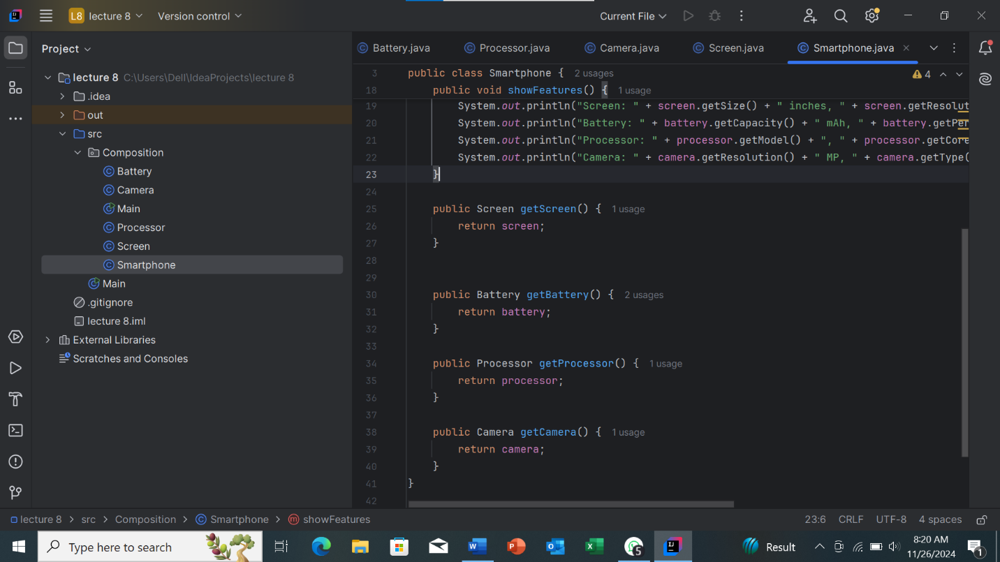 L8 lecture 8 Version control Current File
Project
Battery.java Processor.java Camera.java Screen.java Smartphone.java
lecture 8 C:\Users\Dell\IdeaProjects\lecture 8
.idea
out
src
Composition
Battery
Camera
Main
Processor
Screen
Smartphone
Main
.gitignore
lecture 8.iml
External Libraries
Scratches and Consoles
4
3 public class Smartphone { 2 usages
18 public void showFeatures() { 1 usage
19 System.out.println("Screen: " + screen.getSize() + " inches, " + screen.getResolut
20 System.out.println("Battery: " + battery.getCapacity() + " mAh, " + battery.getPer
21 System.out.println("Processor: " + processor.getModel() + ", " + processor.getCore
22 System.out.println("Camera: " + camera.getResolution() + " MP, " + camera.getType(
23 }
24
25 public Screen getScreen() { 1 usage
26 return screen;
27 }
28
29
30 public Battery getBattery() { 2 usages
31 return battery;
32 }
33
34 public Processor getProcessor() { 1 usage
35 return processor;
36 }
37
38 public Camera getCamera() { 1 usage
39 return camera;
40 }
41 }
42
lecture 8 > src > Composition > Smartphone > showFeatures 23:6 CRLF UTF-8 4 spaces
Type here to search 5 Result 8:20 AM
11/26/2024 1